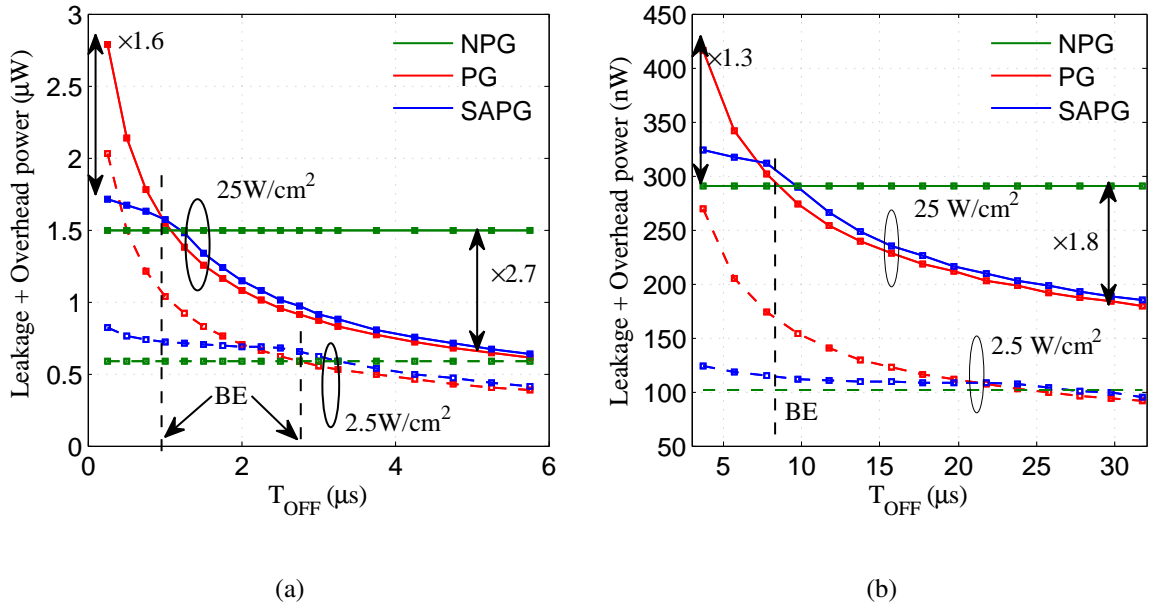 Leakage + Overhead power (μW)
3
2.5
2
1.5
1
0.5
0
0
2
4
6
T_OFF (μs)
×1.6
NPG
PG
SAPG
25W/cm²
×2.7
BE
2.5W/cm²
(a)
Leakage + Overhead power (nW)
450
400
350
300
250
200
150
100
50
5
10
15
20
25
30
T_OFF (μs)
×1.3
NPG
PG
SAPG
25 W/cm²
×1.8
2.5 W/cm²
BE
(b)